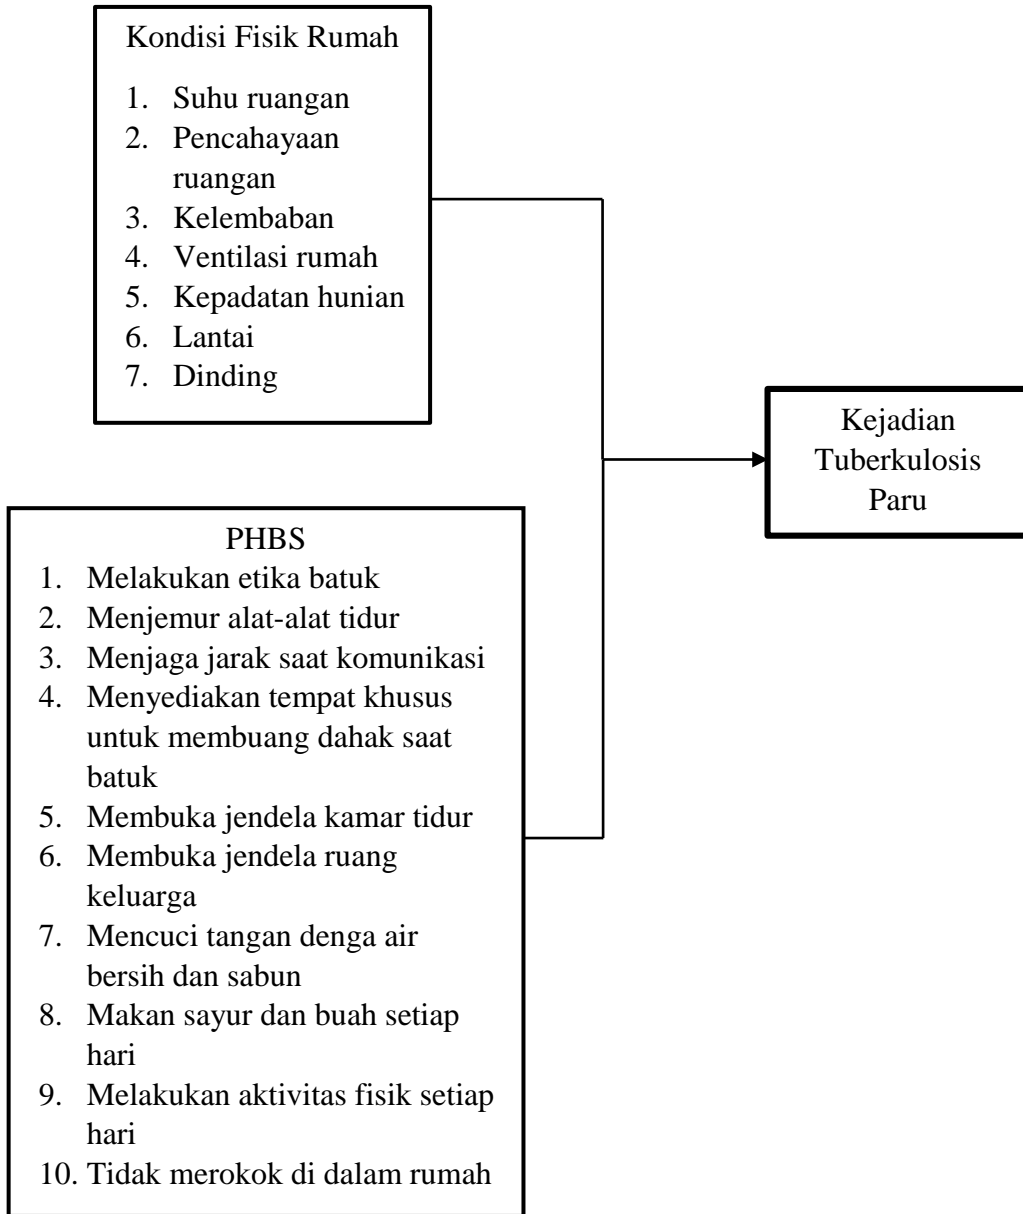 Kondisi Fisik Rumah
1. Suhu ruangan
2. Pencahayaan
ruangan
3. Kelembaban
4. Ventilasi rumah
5. Kepadatan hunian
6. Lantai
7. Dinding
Kejadian
Tuberkulosis
Paru
PHBS
1. Melakukan etika batuk
2. Menjemur alat-alat tidur
3. Menjaga jarak saat komunikasi
4. Menyediakan tempat khusus
untuk membuang dahak saat
batuk
5. Membuka jendela kamar tidur
6. Membuka jendela ruang
keluarga
7. Mencuci tangan denga air
bersih dan sabun
8. Makan sayur dan buah setiap
hari
9. Melakukan aktivitas fisik setiap
hari
10. Tidak merokok di dalam rumah